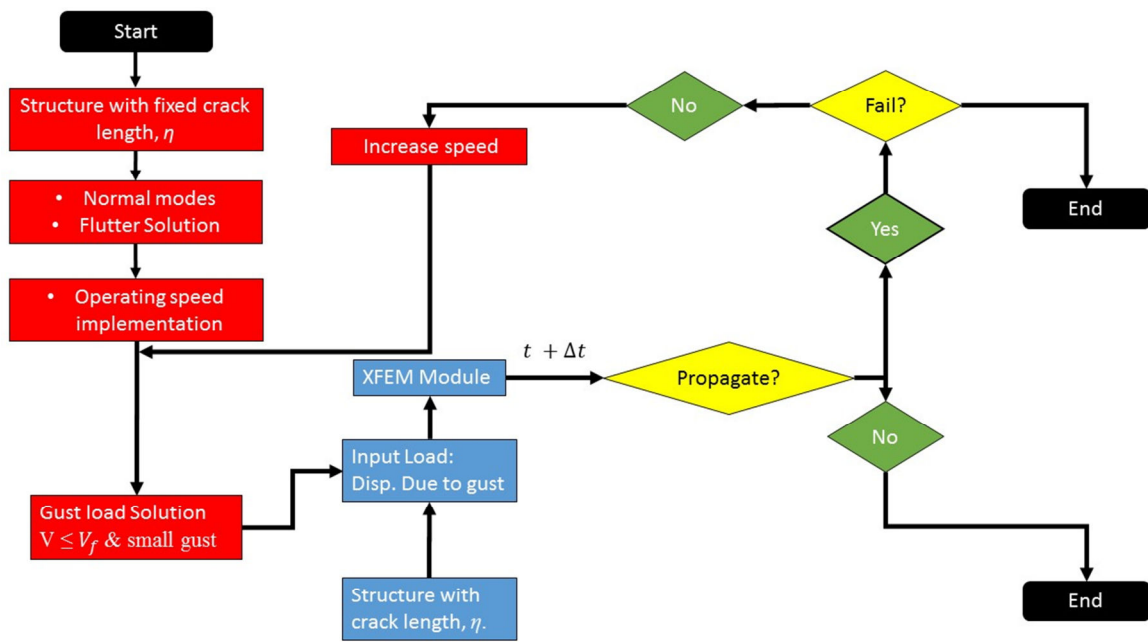 Start
Structure with fixed crack
length, η
• Normal modes
• Flutter Solution
• Operating speed
implementation
Gust load Solution
V ≤ V_f & small gust
Increase speed
XFEM Module
Input Load:
Disp. Due to gust
Structure with
crack length, η.
t + Δt
Propagate?
Yes
No
Fail?
No
End
End